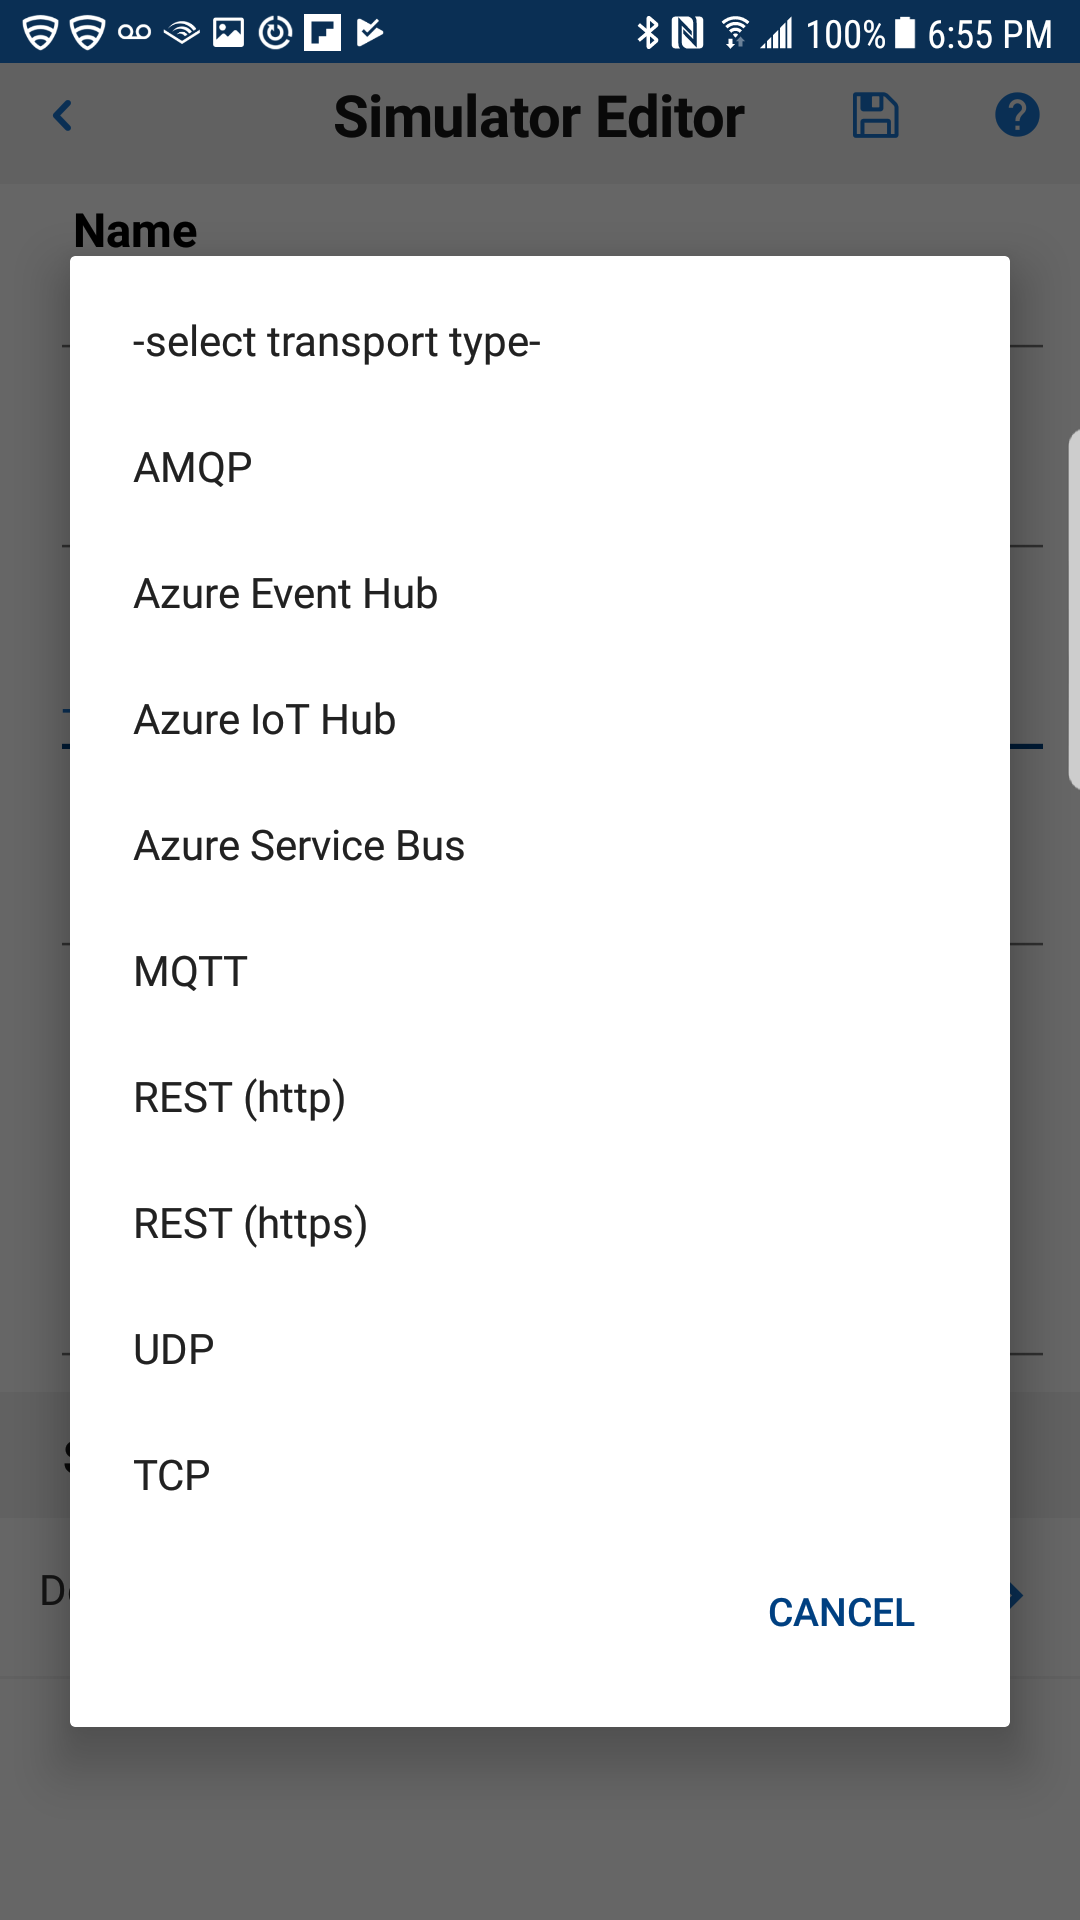 100% 6:55 PM
Simulator Editor
Name
-select transport type-
AMQP
Azure Event Hub
Azure IoT Hub
Azure Service Bus
MQTT
REST (http)
REST (https)
UDP
TCP
CANCEL